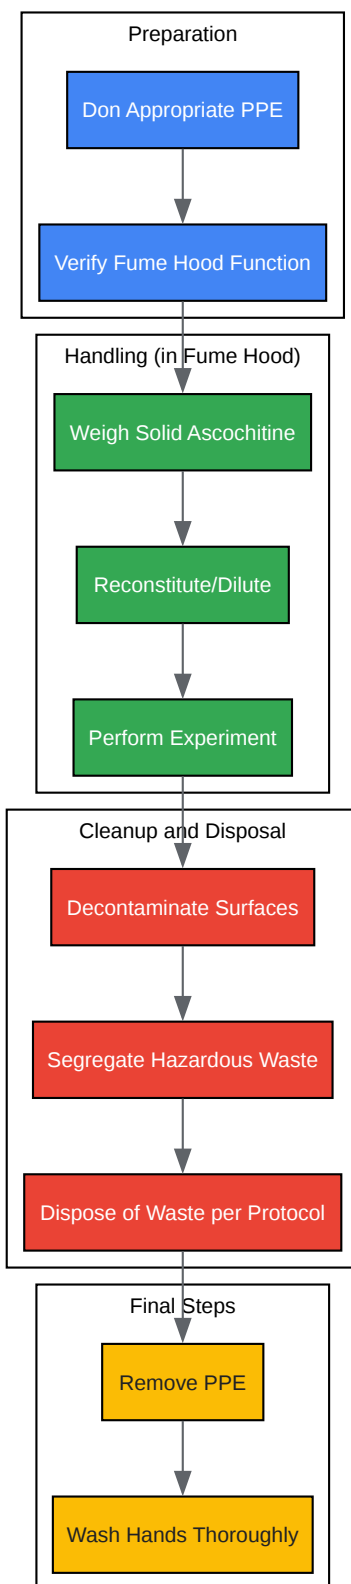 Preparation
Don Appropriate PPE
Verify Fume Hood Function
Handling (in Fume Hood)
Weigh Solid Ascochitine
Reconstitute/Dilute
Perform Experiment
Cleanup and Disposal
Decontaminate Surfaces
Segregate Hazardous Waste
Dispose of Waste per Protocol
Final Steps
Remove PPE
Wash Hands Thoroughly